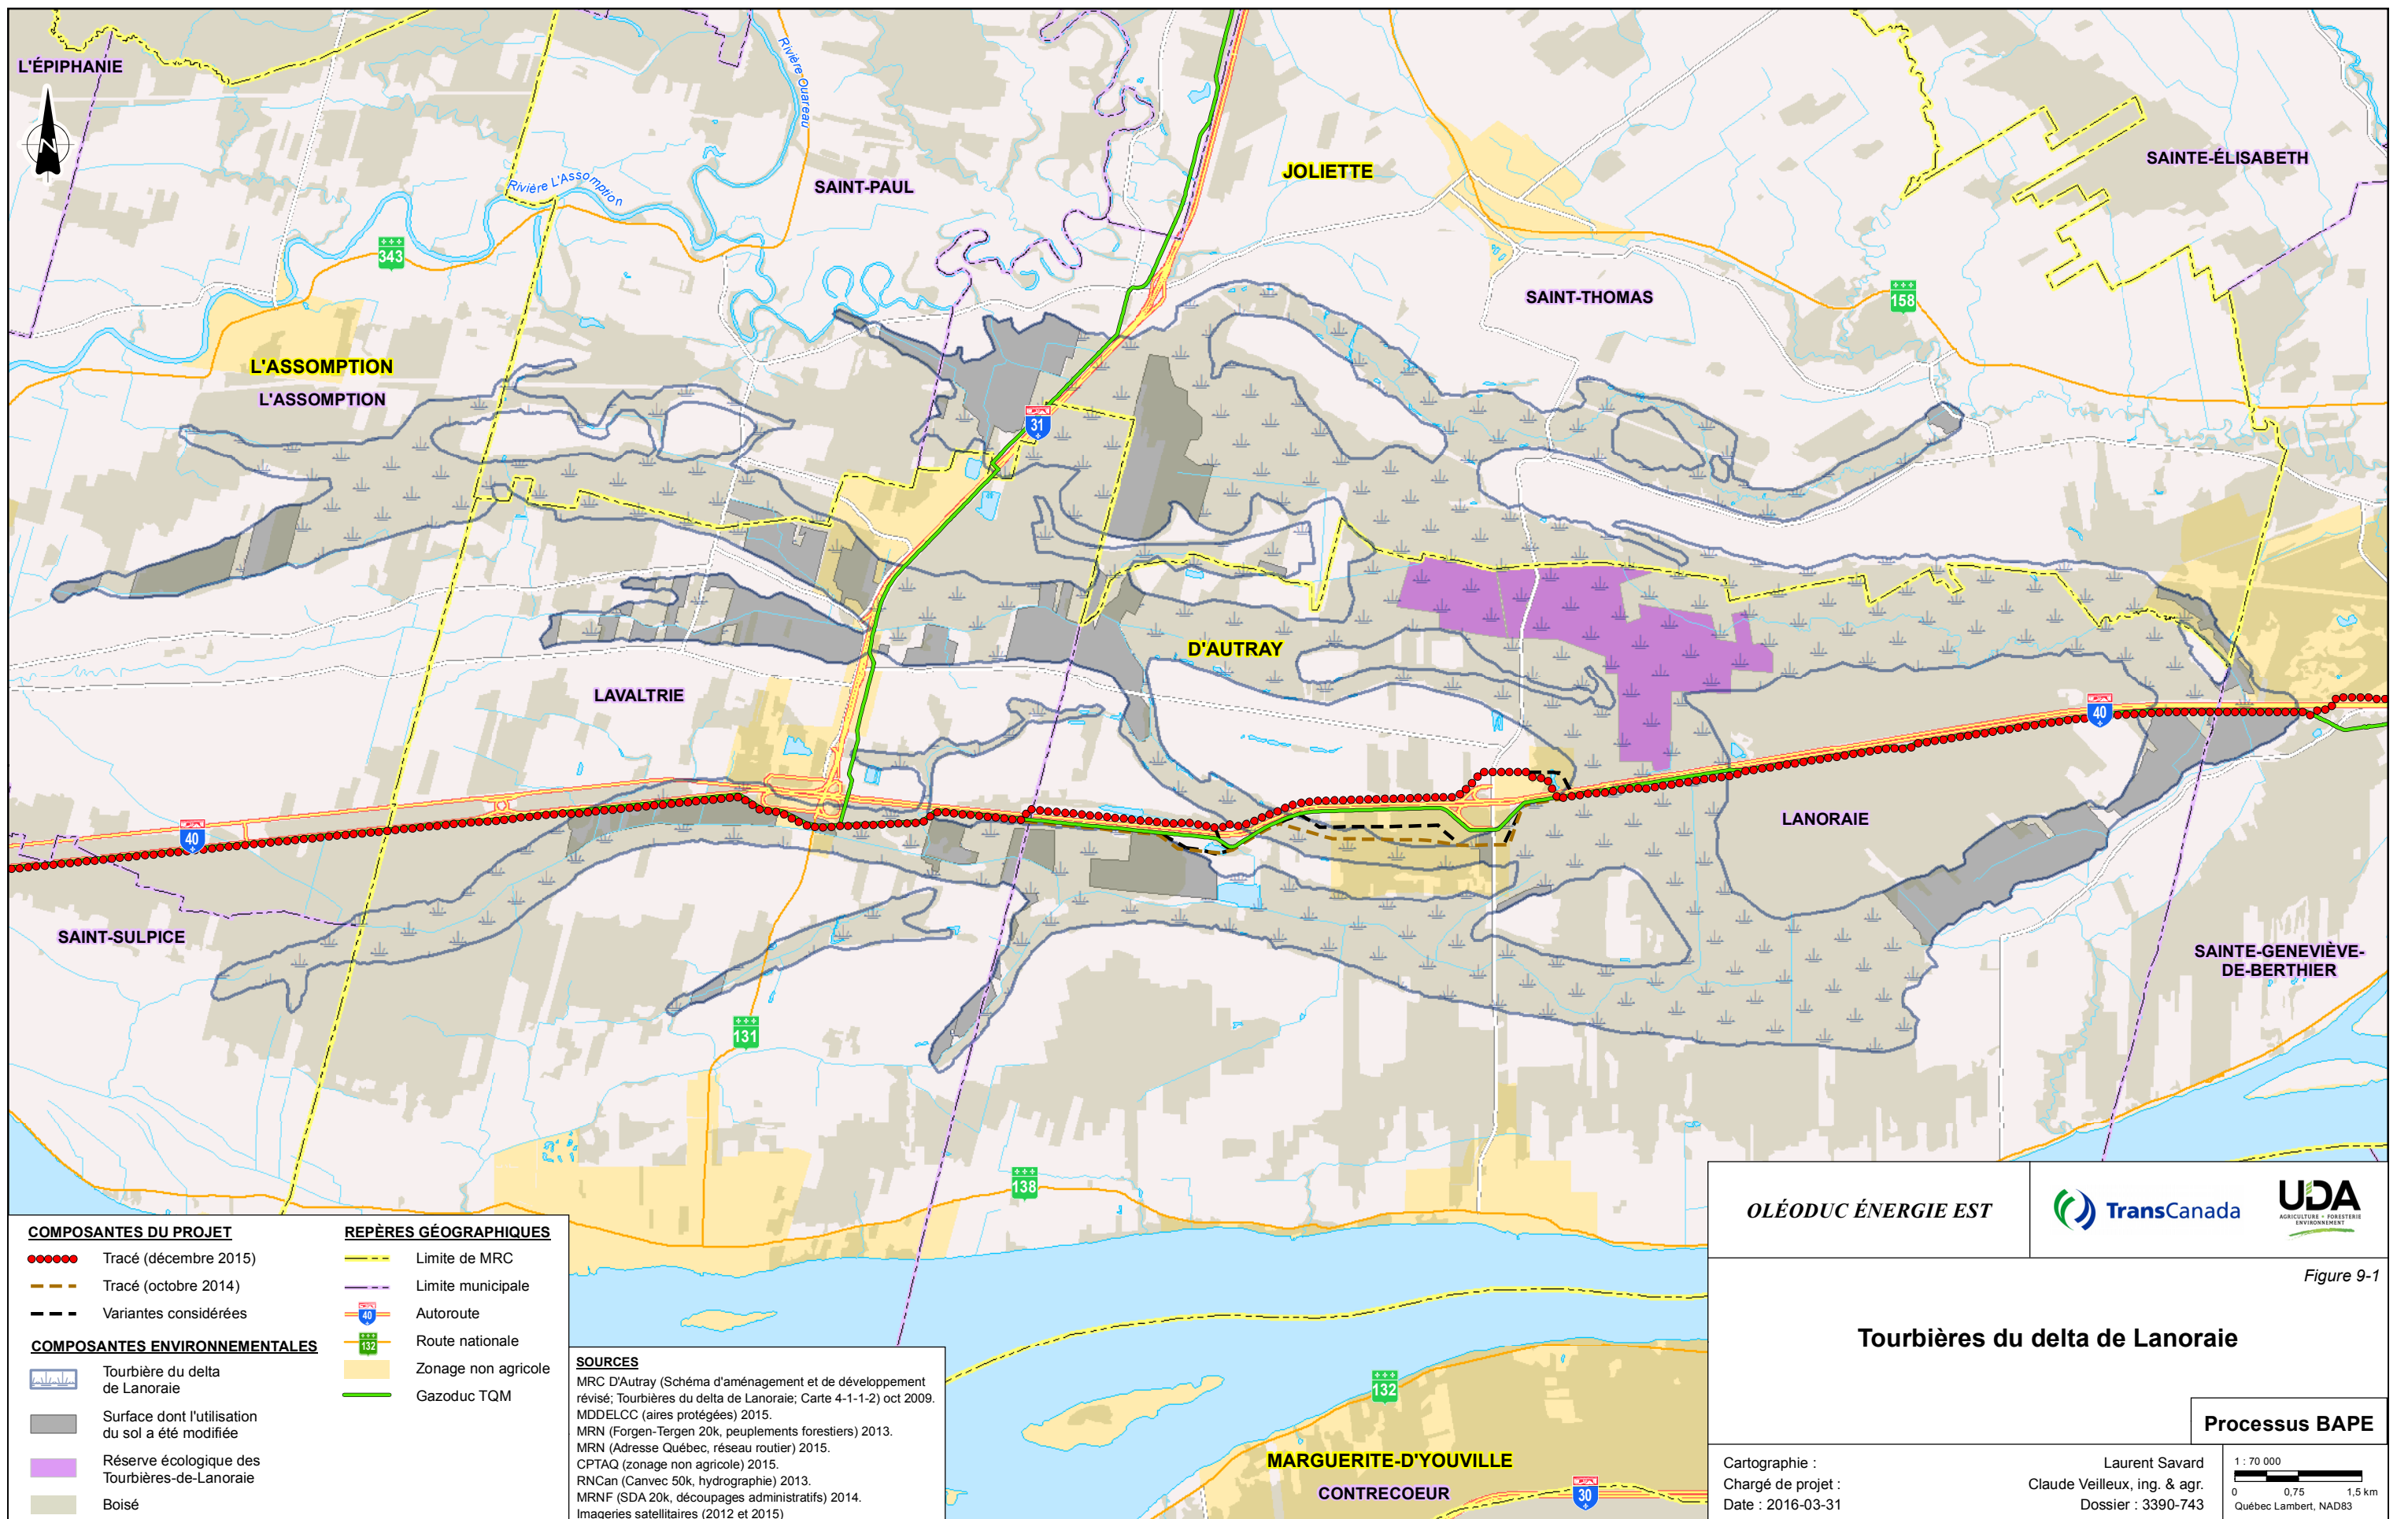 L'ÉPIPHANIE
Rivière Ouareau
Rivière L'Assomption
SAINT-PAUL
JOLIETTE
SAINTE-ÉLISABETH
343
SAINT-THOMAS
158
L'ASSOMPTION
L'ASSOMPTION
31
D'AUTRAY
LAVALTRIE
40
40
LANORAIE
SAINT-SULPICE
SAINTE-GENEVIÈVE-
DE-BERTHIER
131
138
132
MARGUERITE-D'YOUVILLE
CONTRECOEUR
30
N
COMPOSANTES DU PROJET
Tracé (décembre 2015)
Tracé (octobre 2014)
Variantes considérées
COMPOSANTES ENVIRONNEMENTALES
Tourbière du delta
de Lanoraie
Surface dont l'utilisation
du sol a été modifiée
Réserve écologique des
Tourbières-de-Lanoraie
Boisé
REPÈRES GÉOGRAPHIQUES
Limite de MRC
Limite municipale
40
Autoroute
132
Route nationale
Zonage non agricole
Gazoduc TQM
SOURCES
MRC D'Autray (Schéma d'aménagement et de développement
révisé; Tourbières du delta de Lanoraie; Carte 4-1-1-2) oct 2009.
MDDELCC (aires protégées) 2015.
MRN (Forgen-Tergen 20k, peuplements forestiers) 2013.
MRN (Adresse Québec, réseau routier) 2015.
CPTAQ (zonage non agricole) 2015.
RNCan (Canvec 50k, hydrographie) 2013.
MRNF (SDA 20k, découpages administratifs) 2014.
Imageries satellitaires (2012 et 2015)
OLÉODUC ÉNERGIE EST
TransCanada
UDA
AGRICULTURE • FORESTERIE
ENVIRONNEMENT
Figure 9-1
Tourbières du delta de Lanoraie
Processus BAPE
Cartographie : Laurent Savard
Chargé de projet : Claude Veilleux, ing. & agr.
Date : 2016-03-31 Dossier : 3390-743
1 : 70 000
0 0,75 1,5 km
Québec Lambert, NAD83